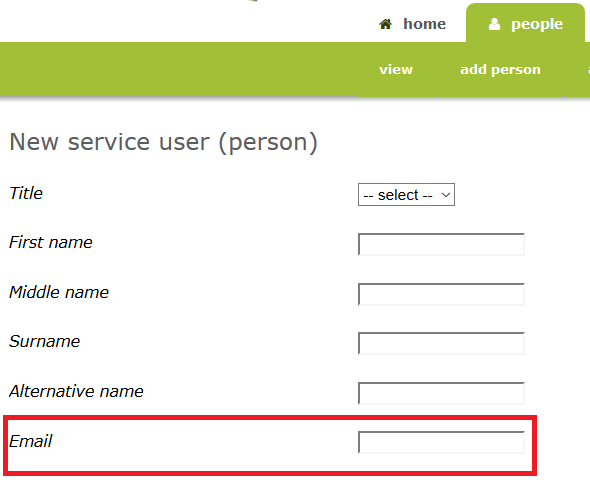 home people
view add person
New service user (person)
Title -- select --
First name
Middle name
Surname
Alternative name
Email